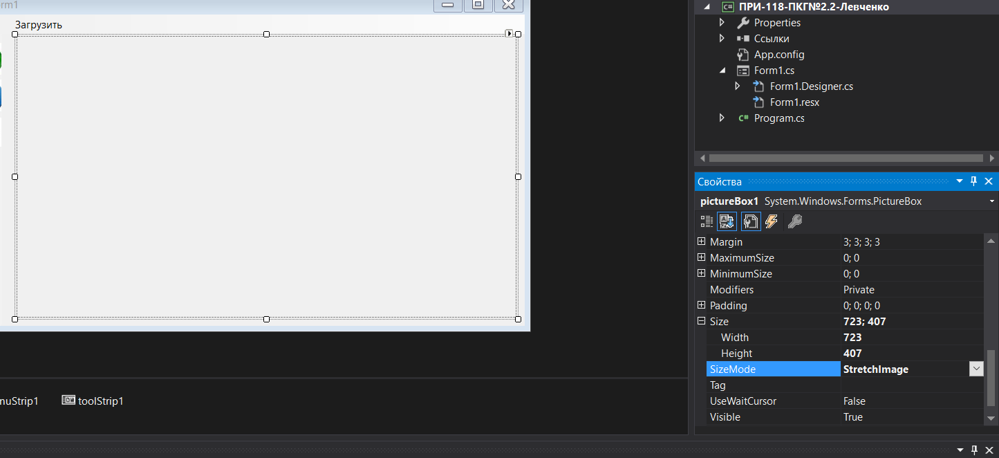 rm1
Загрузить
nuStrip1
toolStrip1
C# ПРИ-118-ПКГ№2.2-Левченко
Properties
Ссылки
App.config
Form1.cs
Form1.Designer.cs
Form1.resx
C# Program.cs
Свойства
pictureBox1 System.Windows.Forms.PictureBox
Margin 3; 3; 3; 3
MaximumSize 0; 0
MinimumSize 0; 0
Modifiers Private
Padding 0; 0; 0; 0
Size 723; 407
Width 723
Height 407
SizeMode StretchImage
Tag
UseWaitCursor False
Visible True